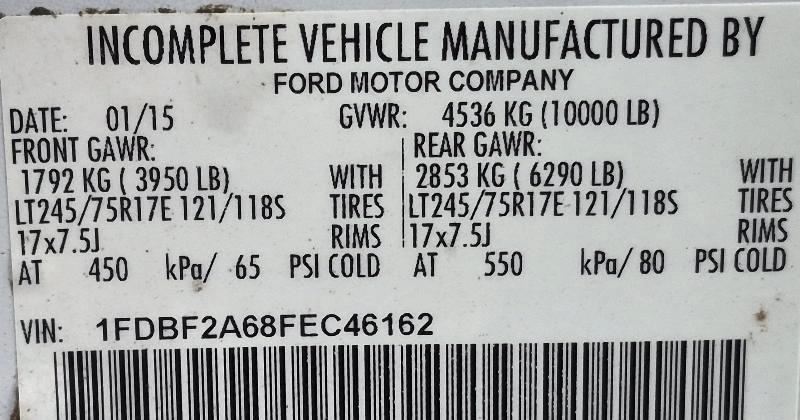 INCOMPLETE VEHICLE MANUFACTURED BY
FORD MOTOR COMPANY
DATE: 01/15 GVWR: 4536 KG (10000 LB)
FRONT GAWR: REAR GAWR:
1792 KG ( 3950 LB) WITH 2853 KG ( 6290 LB) WITH
LT245/75R17E 121/118S TIRES LT245/75R17E 121/118S TIRES
17x7.5J RIMS 17x7.5J RIMS
AT 450 kPa/ 65 PSI COLD AT 550 kPa/ 80 PSI COLD
VIN: 1FDBF2A68FEC46162